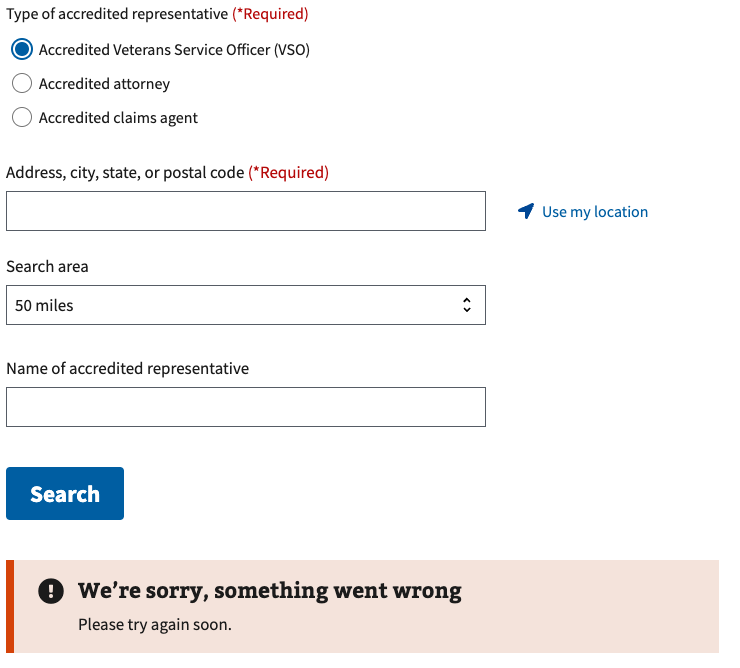 Type of accredited representative (*Required)
Accredited Veterans Service Officer (VSO)
Accredited attorney
Accredited claims agent
Address, city, state, or postal code (*Required)
Use my location
Search area
50 miles
Name of accredited representative
Search
We’re sorry, something went wrong
Please try again soon.